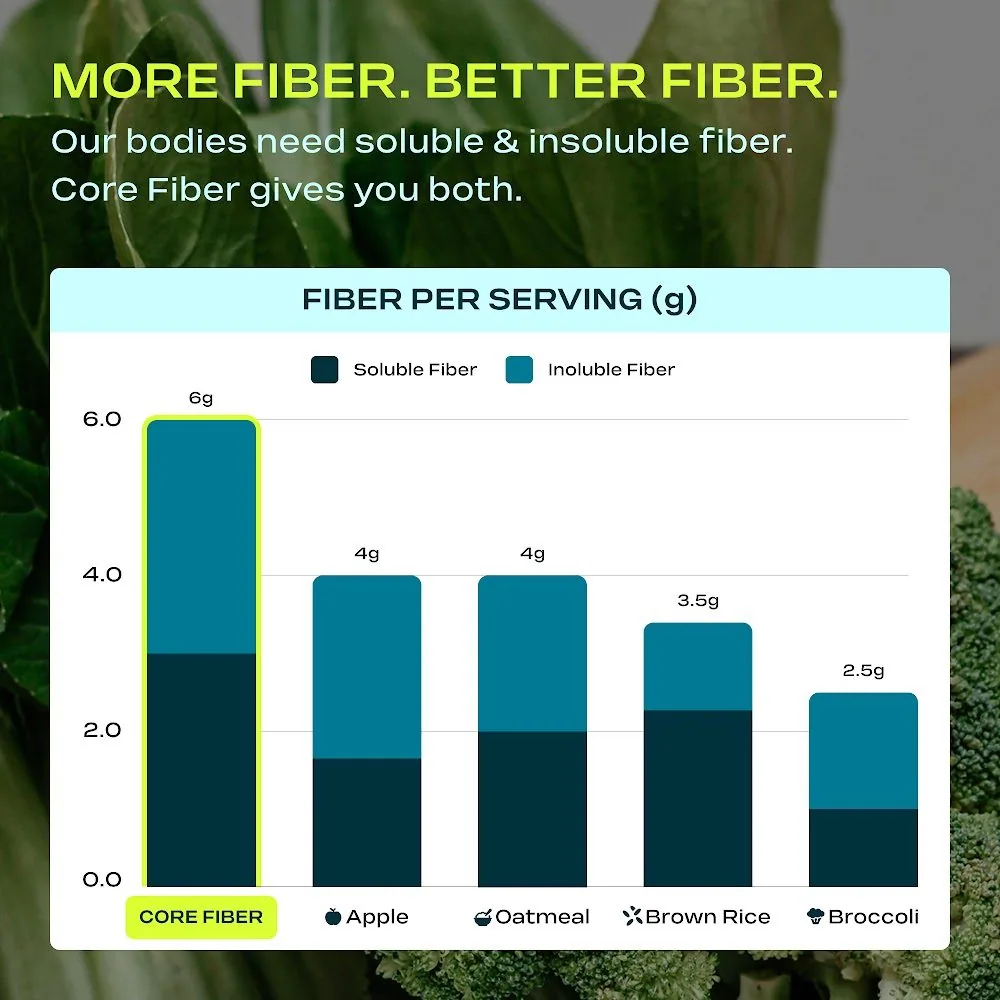 MORE FIBER. BETTER FIBER.
Our bodies need soluble & insoluble fiber.
Core Fiber gives you both.
FIBER PER SERVING (g)
Soluble Fiber Inoluble Fiber
6g
6.0
4g 4g
4.0
3.5g
2.5g
2.0
0.0
CORE FIBER Apple Oatmeal Brown Rice Broccoli